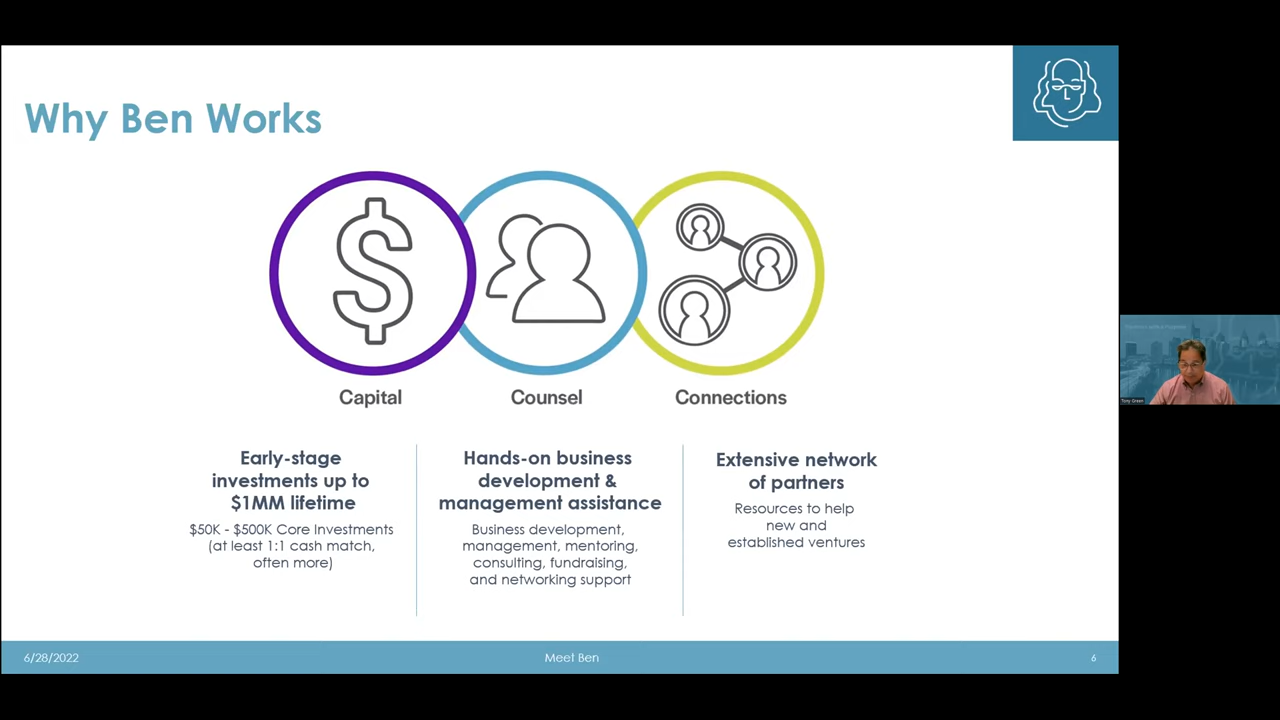 Why Ben Works
Capital
Counsel
Connections
Early-stage
investments up to
$1MM lifetime
$50K - $500K Core Investments
(at least 1:1 cash match,
often more)
Hands-on business
development &
management assistance
Business development,
management, mentoring,
consulting, fundraising,
and networking support
Extensive network
of partners
Resources to help
new and
established ventures
6/28/2022
Meet Ben
6
Tony Green